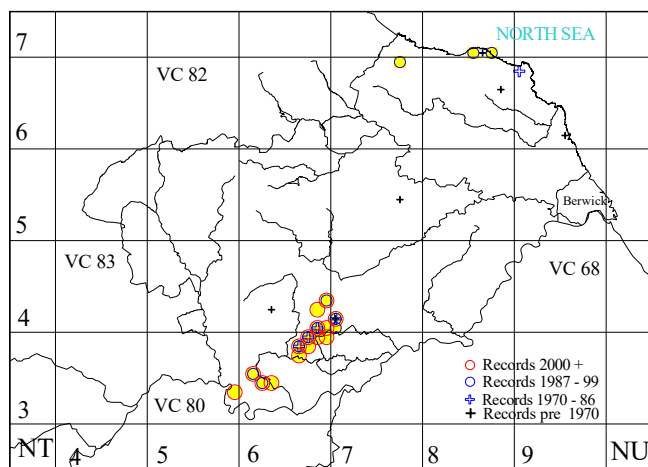 NORTH SEA
7
VC 82
6
Berwick
5
VC 83
VC 68
4
Records 2000 +
Records 1987 - 99
VC 80
Records 1970 - 86
3
Records pre 1970
NT 4 5 6 7 8 9 NU